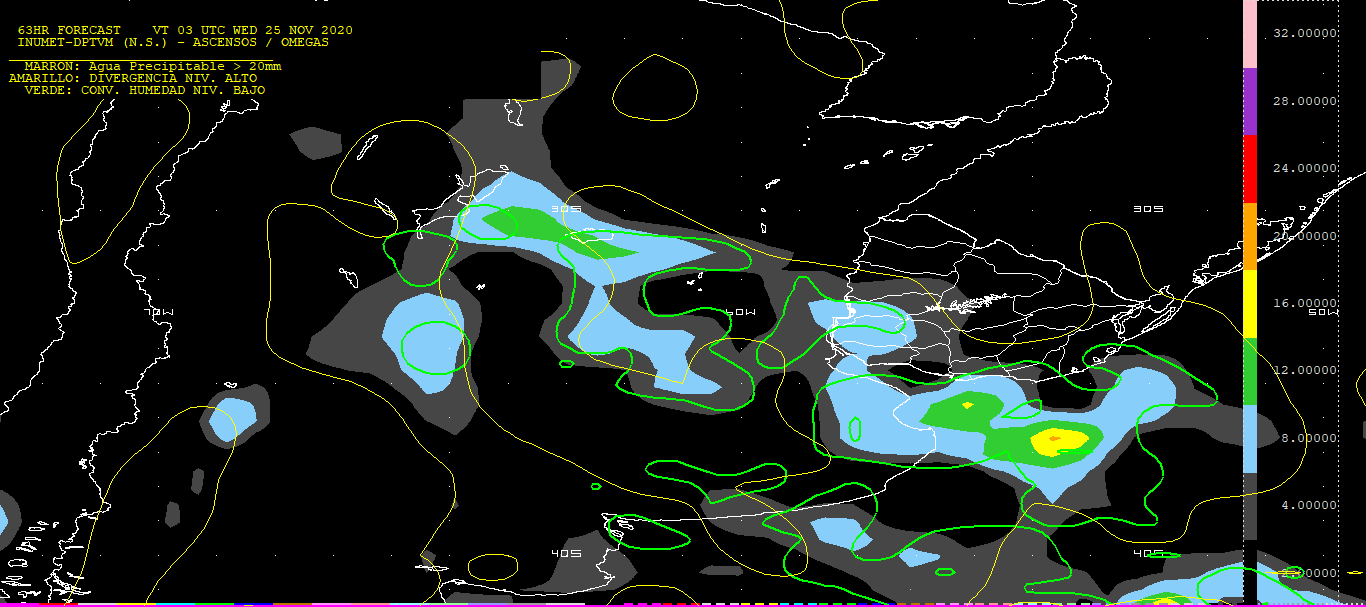 63HR FORECAST    VT 03 UTC WED 25 NOV 2020
INUMET-DPTVM (N.S.) - ASCENSOS / OMEGAS
MARRON: Agua Precipitable > 20mm
AMARILLO: DIVERGENCIA NIV. ALTO
VERDE: CONV. HUMEDAD NIV. BAJO
32.00000
28.00000
24.00000
30S
30S
20.00000
16.00000
70W
60W
50W
12.00000
8.00000
4.00000
40S
40S
2.00000